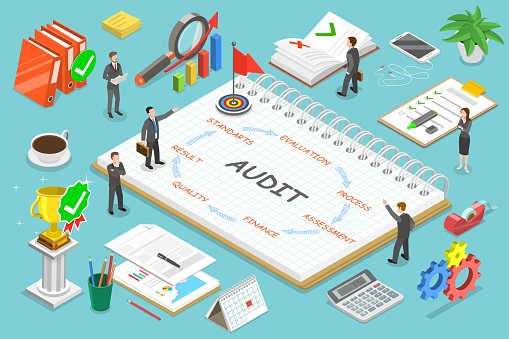 STANDARTS
EVALUATION
PROCESS
ASSESSMENT
FINANCE
QUALITY
RESULT
AUDIT